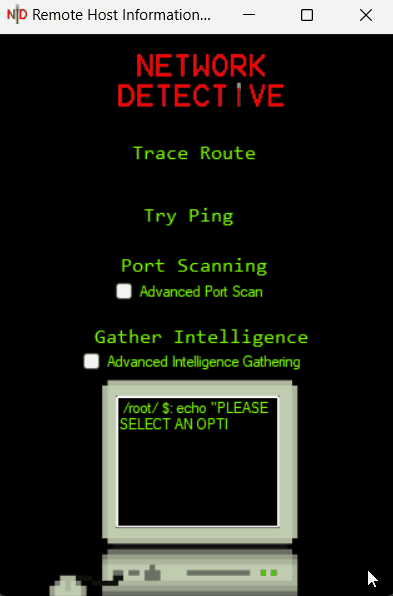 Remote Host Information...
NETWORK
DETECTIVE
Trace Route
Try Ping
Port Scanning
Advanced Port Scan
Gather Intelligence
Advanced Intelligence Gathering
/root/ $: echo "PLEASE
SELECT AN OPTI